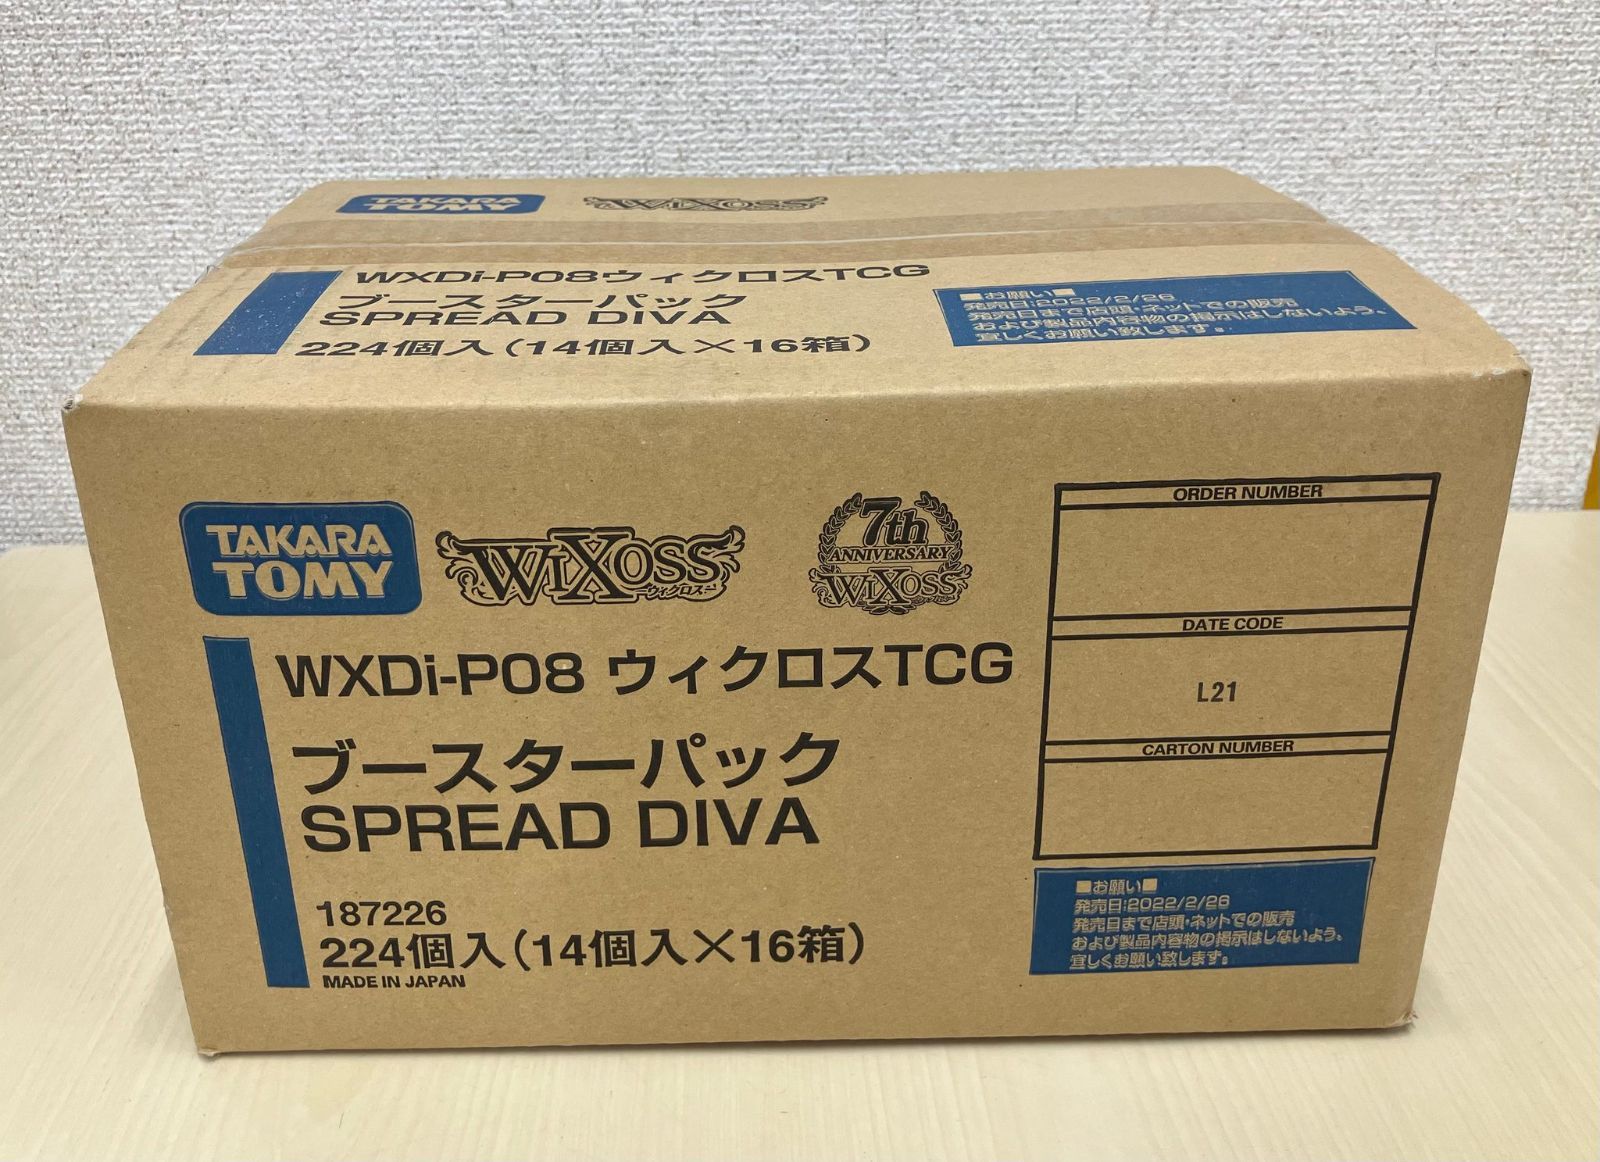 TAKARA
TOMY
WIXOSS
WXDi-P08ウィクロスTCG
ブースターパック
SPREAD DIVA
224個入(14個入×16箱)
■お願い■
発売日:2022/2/26
発売日まで店頭・ネットでの販売
および製品内容物の掲示はしないよう、
宜しくお願い致します。
TAKARA
TOMY
WIXOSS
ウィクロス
7th
ANNIVERSARY
WIXOSS
WXDi-P08 ウィクロスTCG
ブースターパック
SPREAD DIVA
187226
224個入(14個入×16箱)
MADE IN JAPAN
ORDER NUMBER
DATE CODE
L21
CARTON NUMBER
■お願い■
発売日:2022/2/26
発売日まで店頭・ネットでの販売
および製品内容物の掲示はしないよう、
宜しくお願い致します。